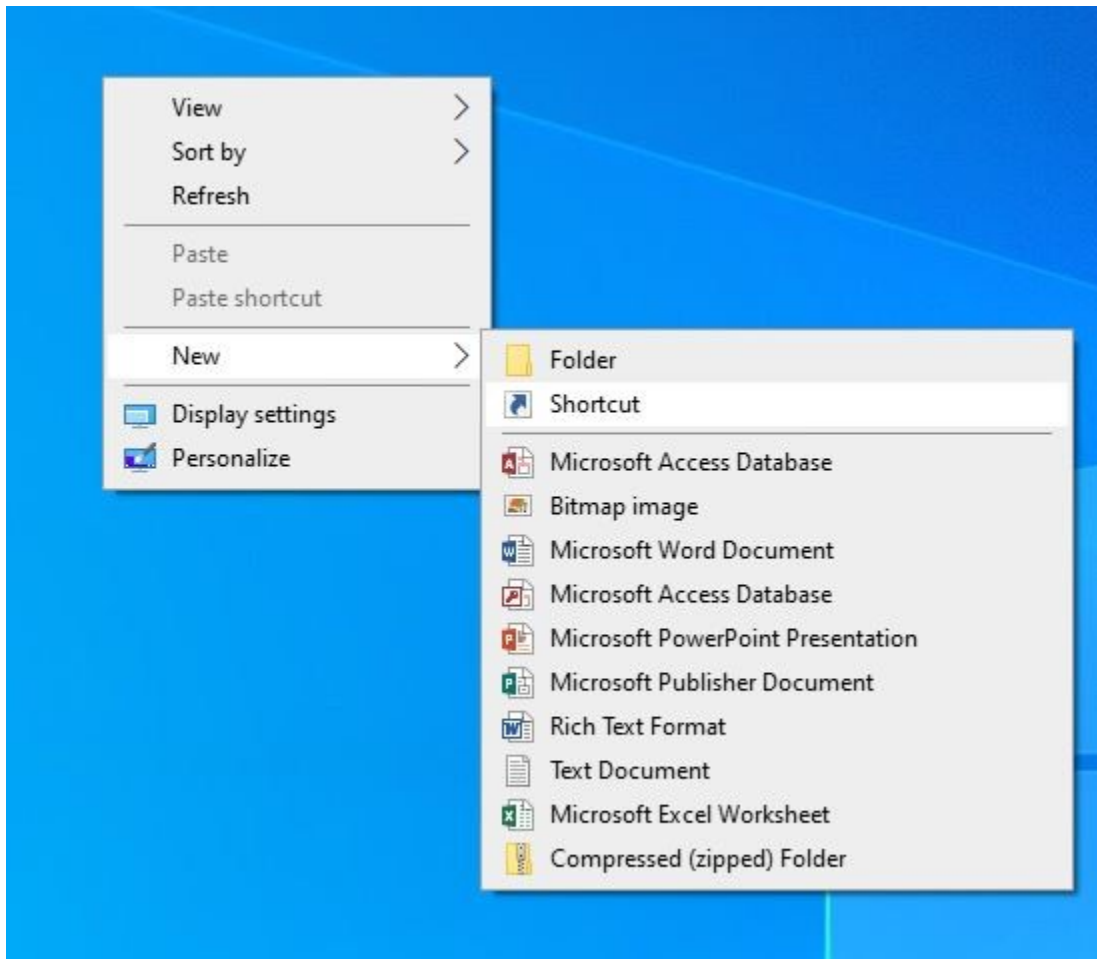 View
Sort by
Refresh
Paste
Paste shortcut
New
Display settings
Personalize
Folder
Shortcut
Microsoft Access Database
Bitmap image
Microsoft Word Document
Microsoft Access Database
Microsoft PowerPoint Presentation
Microsoft Publisher Document
Rich Text Format
Text Document
Microsoft Excel Worksheet
Compressed (zipped) Folder